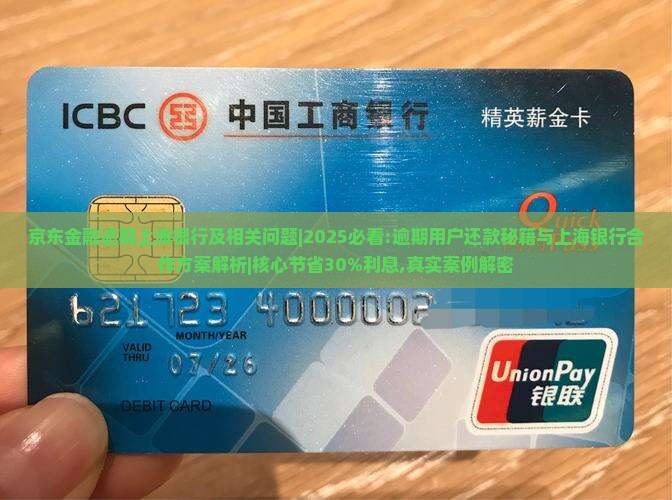 ICBC 中国工商银行 精英薪金卡
Quick
京东金融逾期上海银行及相关问题|2025必看:逾期用户还款秘籍与上海银行合
作方案解析|核心节省30%利息,真实案例解密
MONTH/YEAR
VALID
THRU
07/26
DEBIT CARD
UnionPay
银联